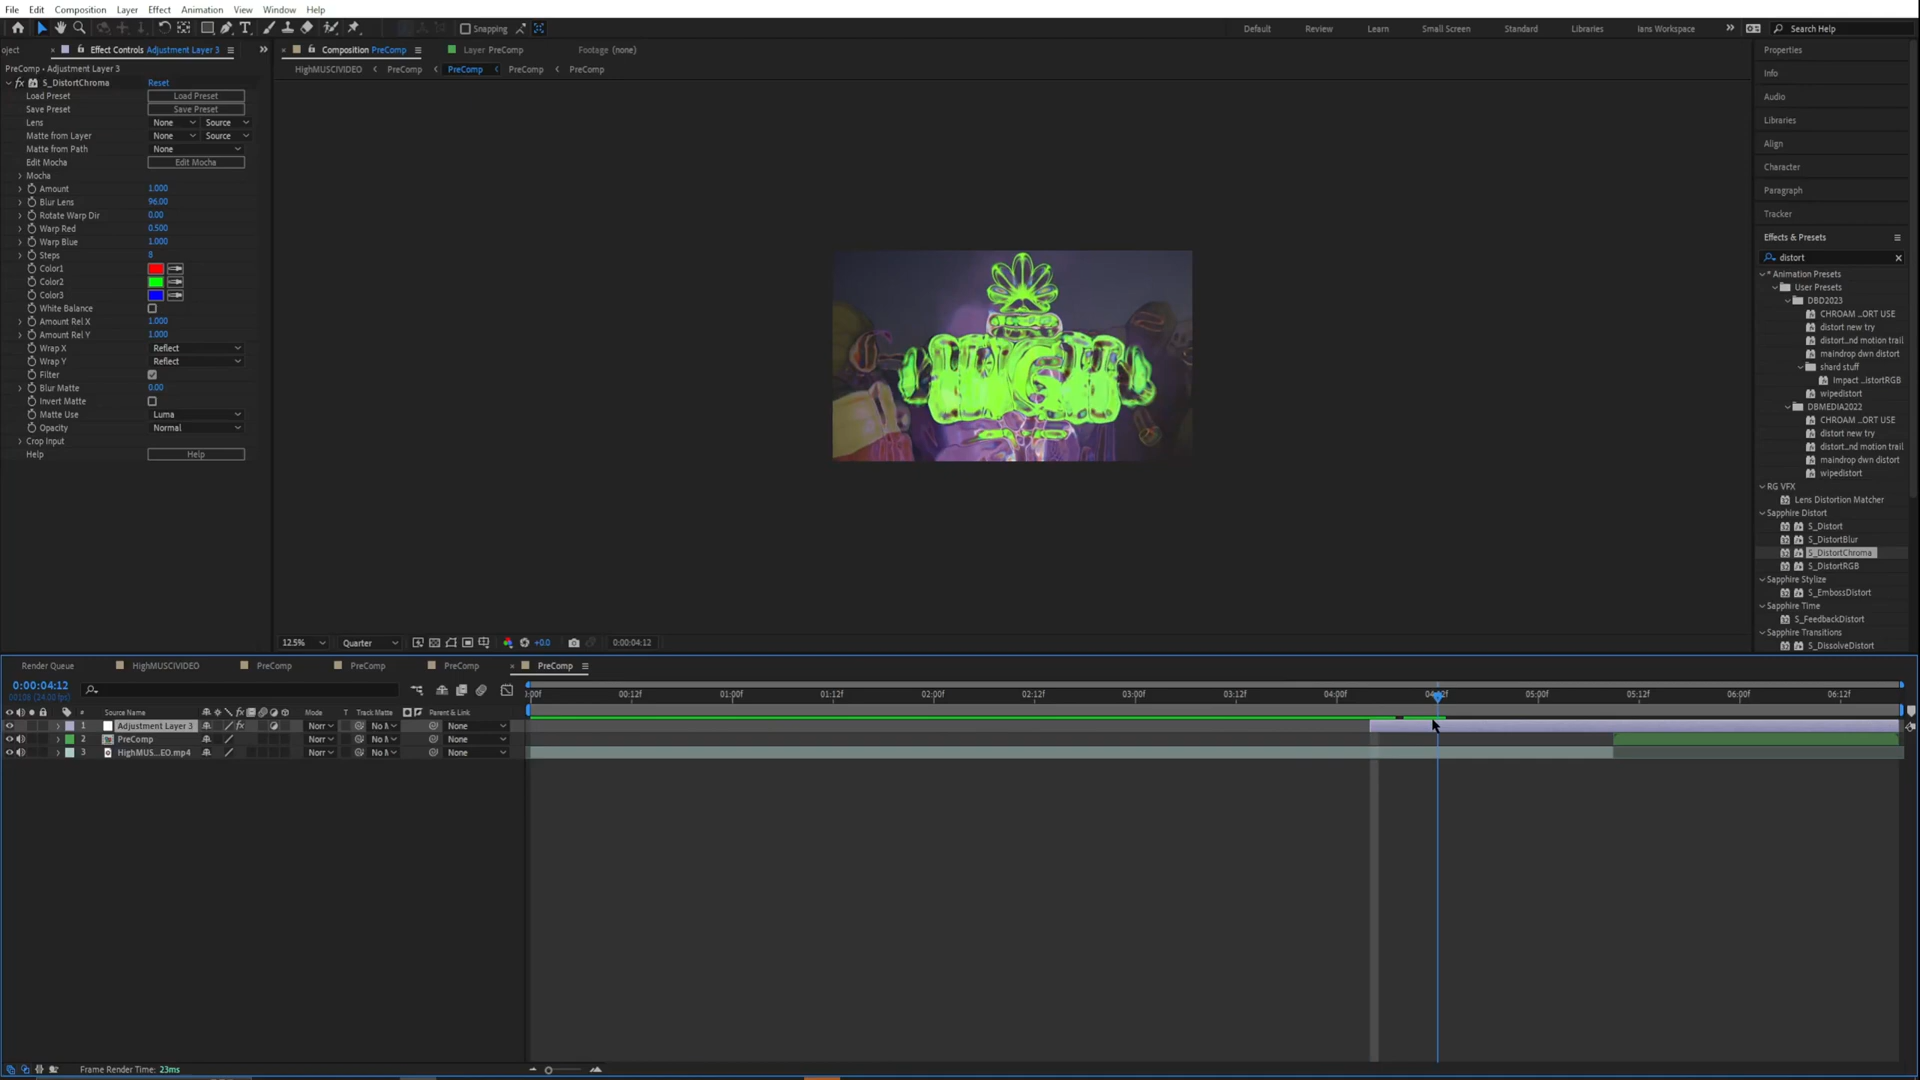 File Edit Composition Layer Effect Animation View Window Help
Snapping
Default Review Learn Small Screen Standard Libraries Ians Workspace Search Help
oject Effect Controls Adjustment Layer 3
PreComp • Adjustment Layer 3
fx S_DistortChroma Reset
Load Preset Load Preset
Save Preset Save Preset
Lens None Source
Matte from Layer None Source
Matte from Path None
Edit Mocha Edit Mocha
Mocha
Amount 1.000
Blur Lens 96.00
Rotate Warp Dir 0.00
Warp Red 0.500
Warp Blue 1.000
Steps 8
Color1
Color2
Color3
White Balance
Amount Rel X 1.000
Amount Rel Y 1.000
Wrap X Reflect
Wrap Y Reflect
Filter
Blur Matte 0.00
Invert Matte
Matte Use Luma
Opacity Normal
Crop Input
Help Help
Composition PreComp Layer PreComp Footage (none)
HighMUSCIVIDEO PreComp PreComp PreComp PreComp
12.5% Quarter +0.0 0:00:04:12
Properties
Info
Audio
Libraries
Align
Character
Paragraph
Tracker
Effects & Presets
distort
* Animation Presets
User Presets
DBD2023
CHROAM ...ORT USE
distort new try
distort...nd motion trail
maindrop dwn distort
shard stuff
Impact ...istortRGB
wipedistort
DBMEDIA2022
CHROAM ...ORT USE
distort new try
distort...nd motion trail
maindrop dwn distort
wipedistort
RG VFX
Lens Distortion Matcher
Sapphire Distort
S_Distort
S_DistortBlur
S_DistortChroma
S_DistortRGB
Sapphire Stylize
S_EmbossDistort
Sapphire Time
S_FeedbackDistort
Sapphire Transitions
S_DissolveDistort
Render Queue HighMUSCIVIDEO PreComp PreComp PreComp PreComp
0:00:04:12
00108 (24.00 fps)
:00f 00:12f 01:00f 01:12f 02:00f 02:12f 03:00f 03:12f 04:00f 04:12f 05:00f 05:12f 06:00f 06:12f
# Source Name fx Mode T Track Matte Parent & Link
1 Adjustment Layer 3 fx Norr No M None
2 PreComp Norr No M None
3 HighMUS...EO.mp4 Norr No M None
Frame Render Time: 23ms